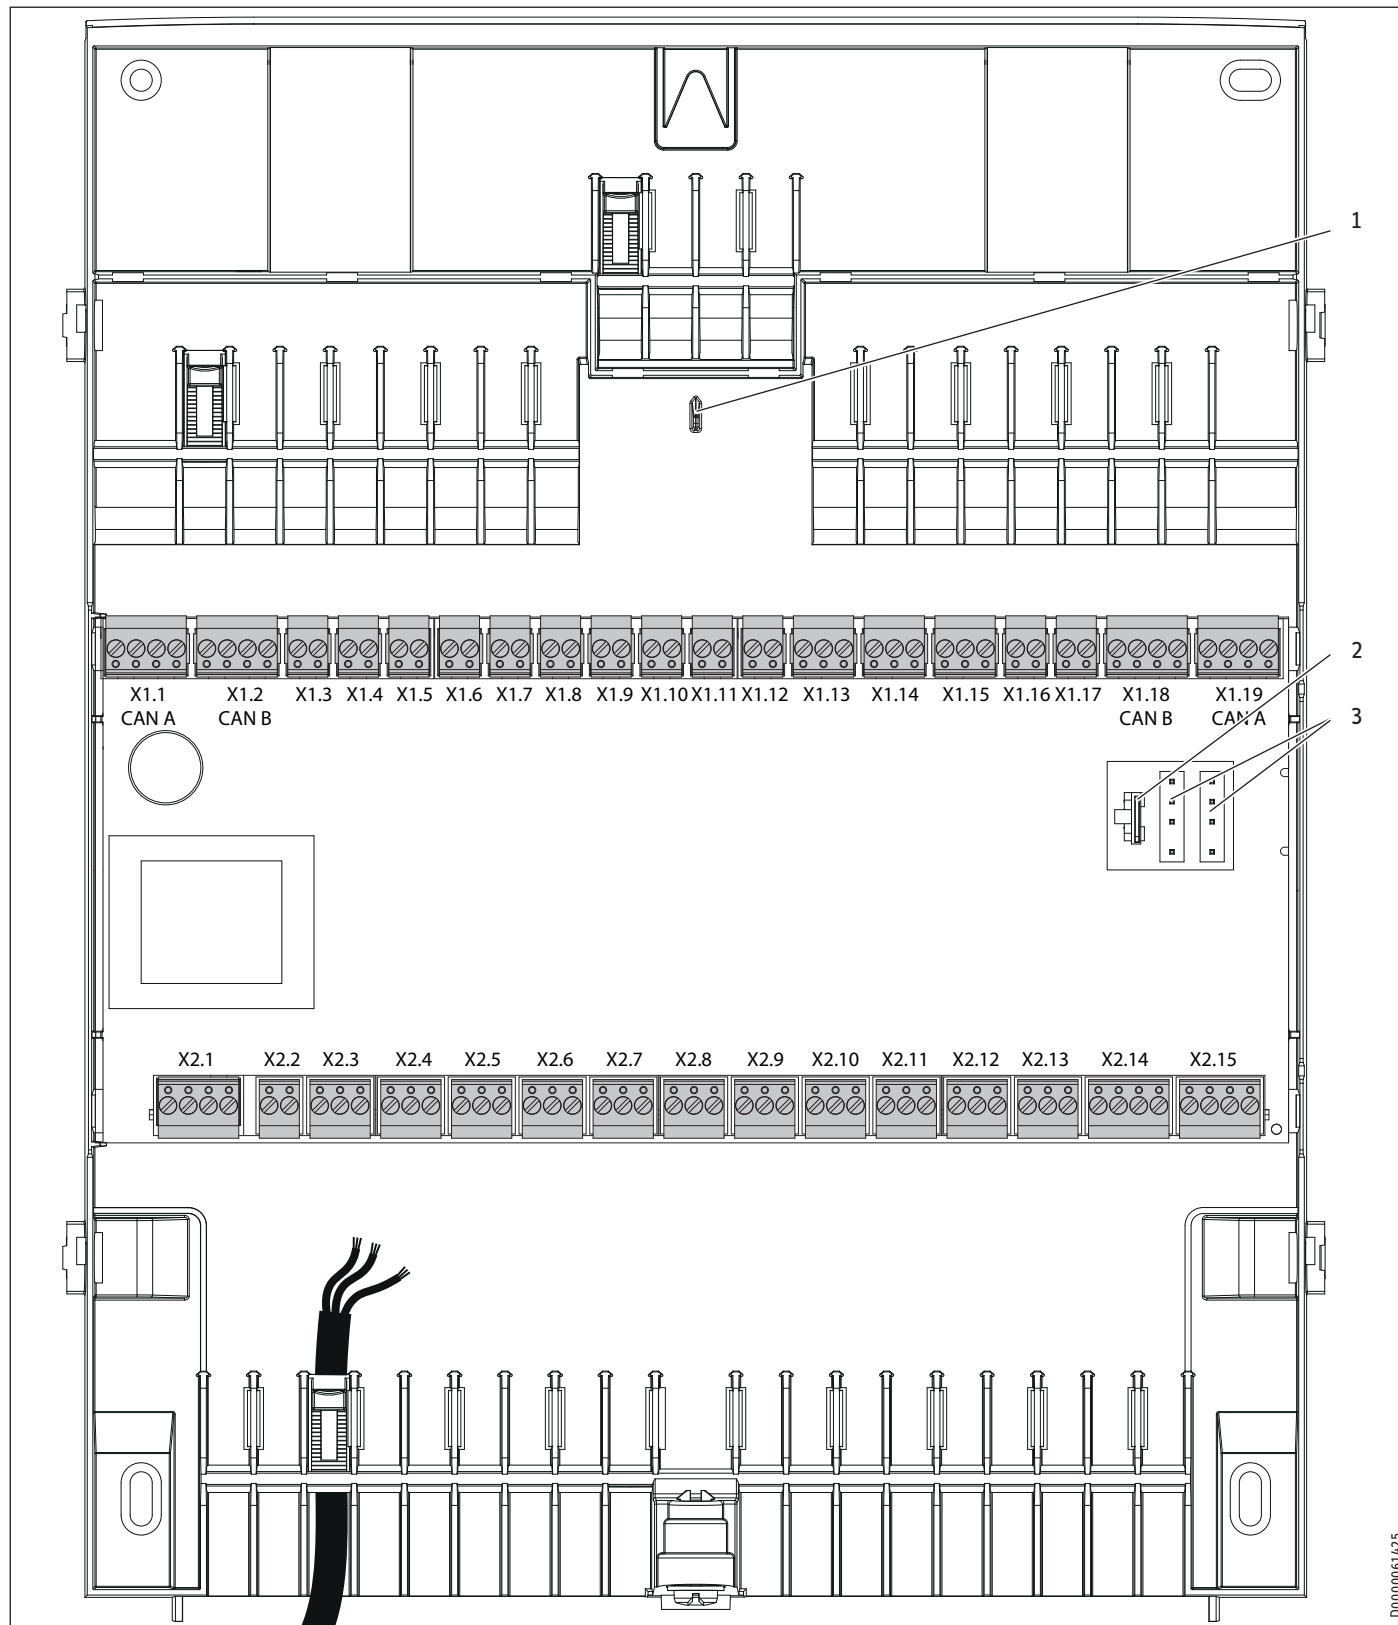 1
X1.1 X1.2 X1.3 X1.4 X1.5 X1.6 X1.7 X1.8 X1.9 X1.10 X1.11 X1.12 X1.13 X1.14 X1.15 X1.16 X1.17 X1.18 X1.19
CAN A CAN B CAN B CAN A
2
3
X2.1 X2.2 X2.3 X2.4 X2.5 X2.6 X2.7 X2.8 X2.9 X2.10 X2.11 X2.12 X2.13 X2.14 X2.15
D0000061425